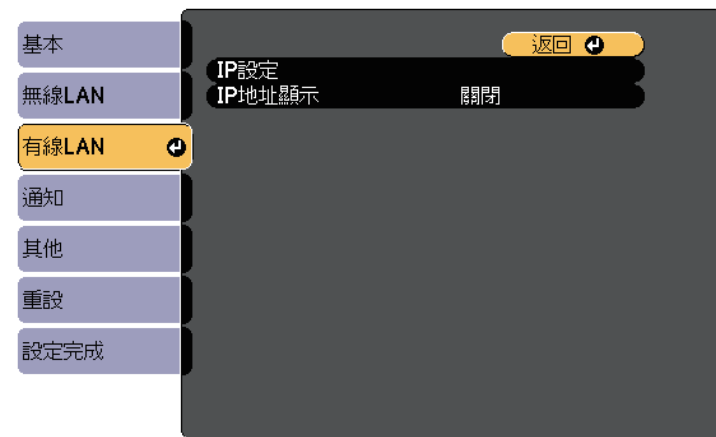 基本
無線LAN
有線LAN
通知
其他
重設
設定完成
返回
IP設定
IP地址顯示 關閉